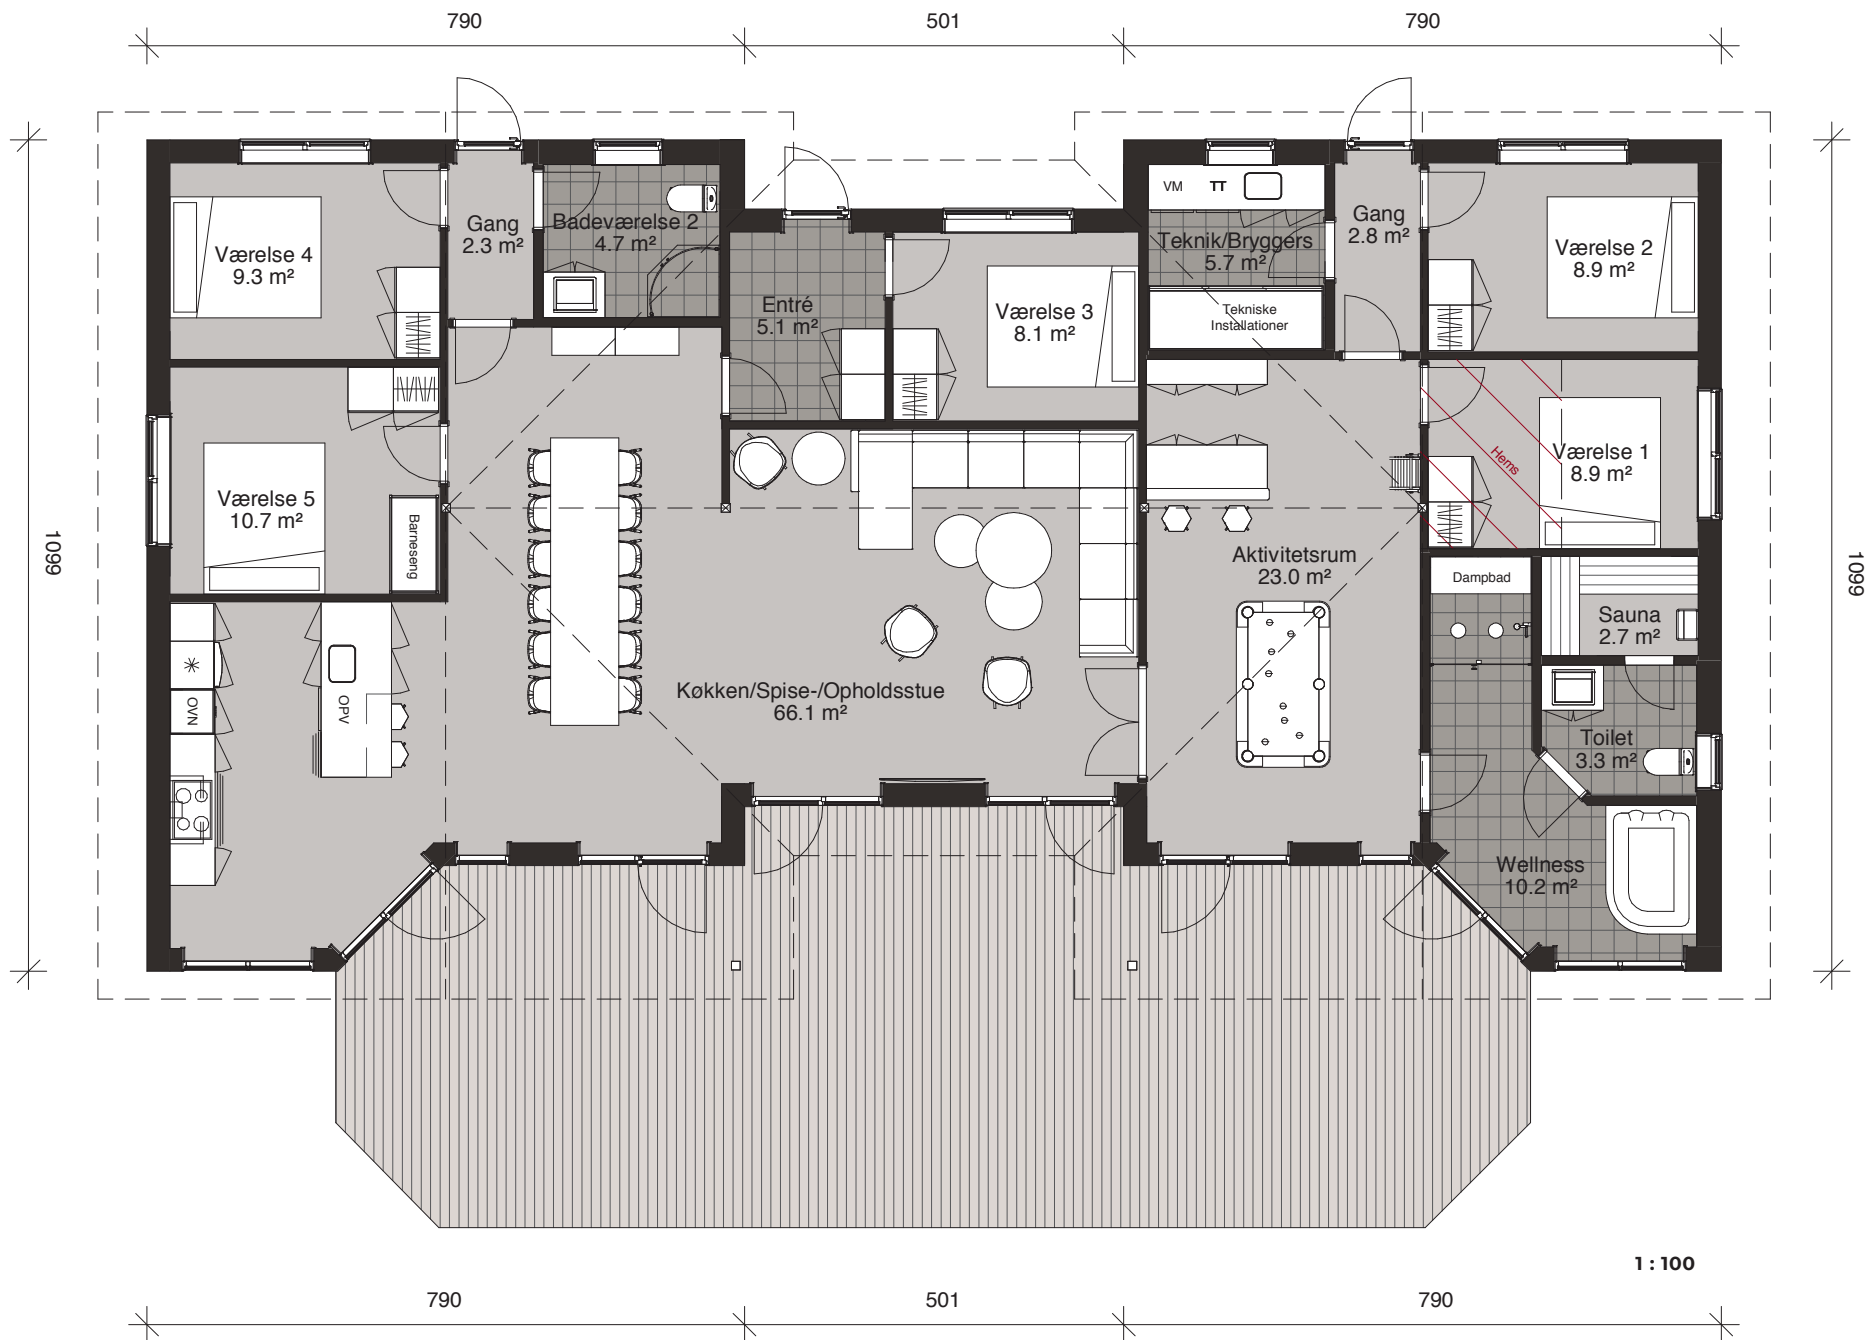 790
501
790
Gang
2.3 m²
Badeværelse 2
4.7 m²
Værelse 4
9.3 m²
Entré
5.1 m²
Værelse 3
8.1 m²
VM
TT
Teknik/Bryggers
5.7 m²
Tekniske
Installationer
Gang
2.8 m²
Værelse 2
8.9 m²
Værelse 5
10.7 m²
Barneseng
Hems
Værelse 1
8.9 m²
1099
1099
Aktivitetsrum
23.0 m²
Dampbad
Sauna
2.7 m²
OVN
OPV
Køkken/Spise-/Opholdsstue
66.1 m²
Toilet
3.3 m²
Wellness
10.2 m²
1 : 100
790
501
790